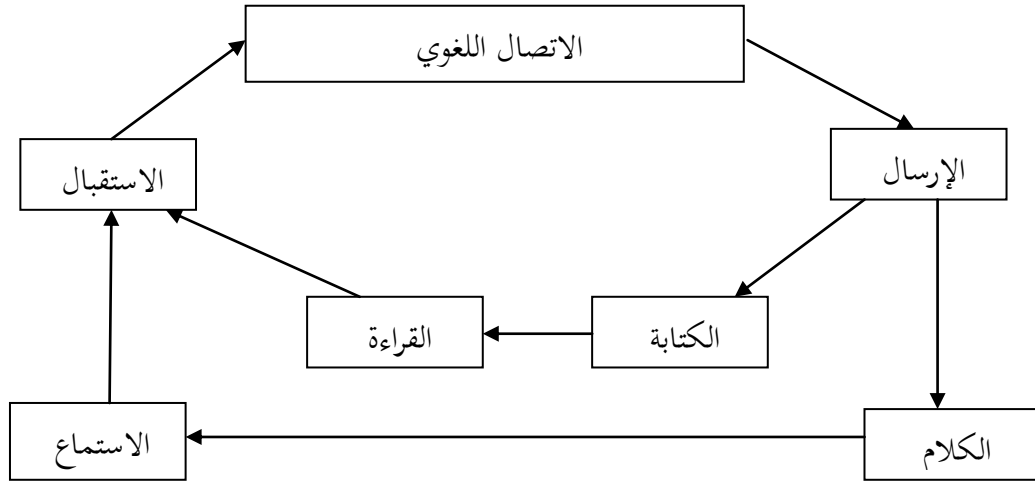 الاتصال اللغوي
الإرسال
الاستقبال
الكتابة
القراءة
الكلام
الاستماع